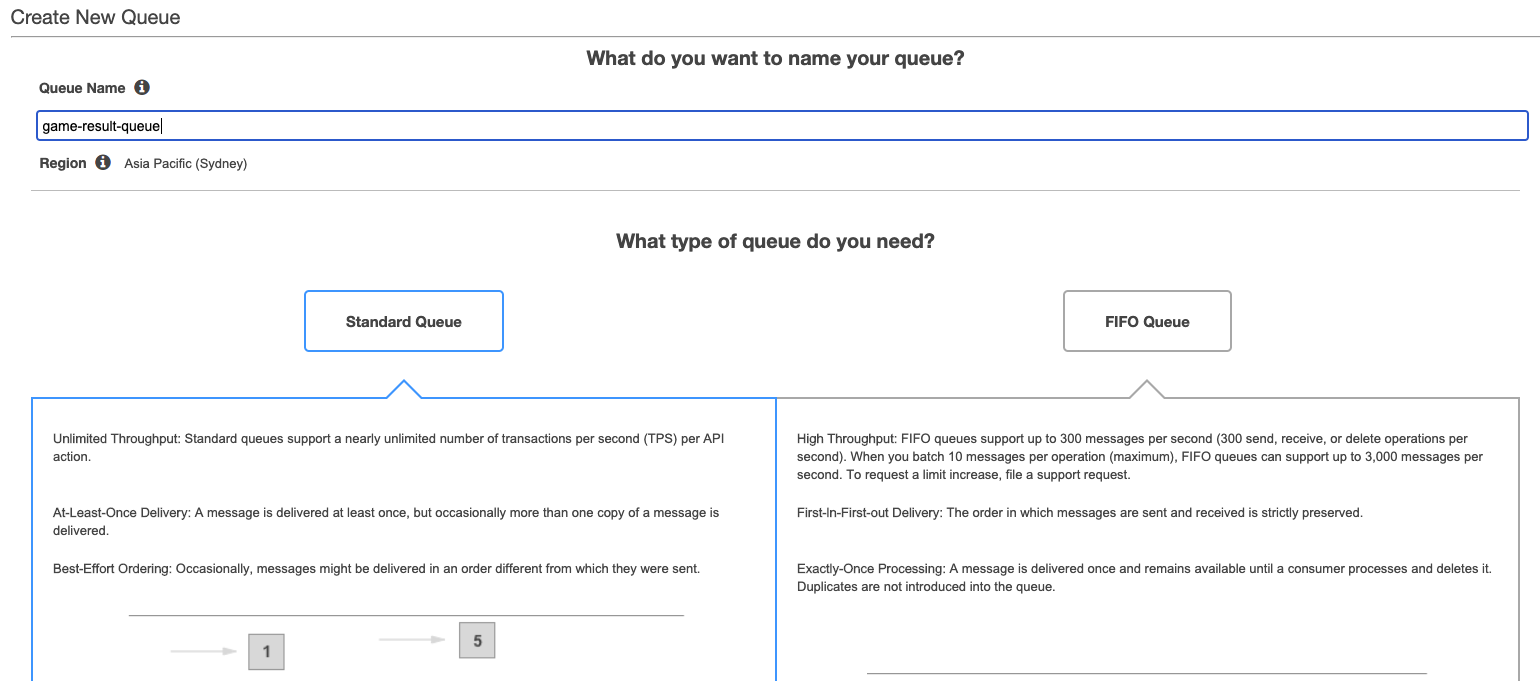 Create New Queue
What do you want to name your queue?
Queue Name
game-result-queue
Region Asia Pacific (Sydney)
What type of queue do you need?
Standard Queue
FIFO Queue
Unlimited Throughput: Standard queues support a nearly unlimited number of transactions per second (TPS) per API
action.
At-Least-Once Delivery: A message is delivered at least once, but occasionally more than one copy of a message is
delivered.
Best-Effort Ordering: Occasionally, messages might be delivered in an order different from which they were sent.
1
5
High Throughput: FIFO queues support up to 300 messages per second (300 send, receive, or delete operations per
second). When you batch 10 messages per operation (maximum), FIFO queues can support up to 3,000 messages per
second. To request a limit increase, file a support request.
First-In-First-out Delivery: The order in which messages are sent and received is strictly preserved.
Exactly-Once Processing: A message is delivered once and remains available until a consumer processes and deletes it.
Duplicates are not introduced into the queue.